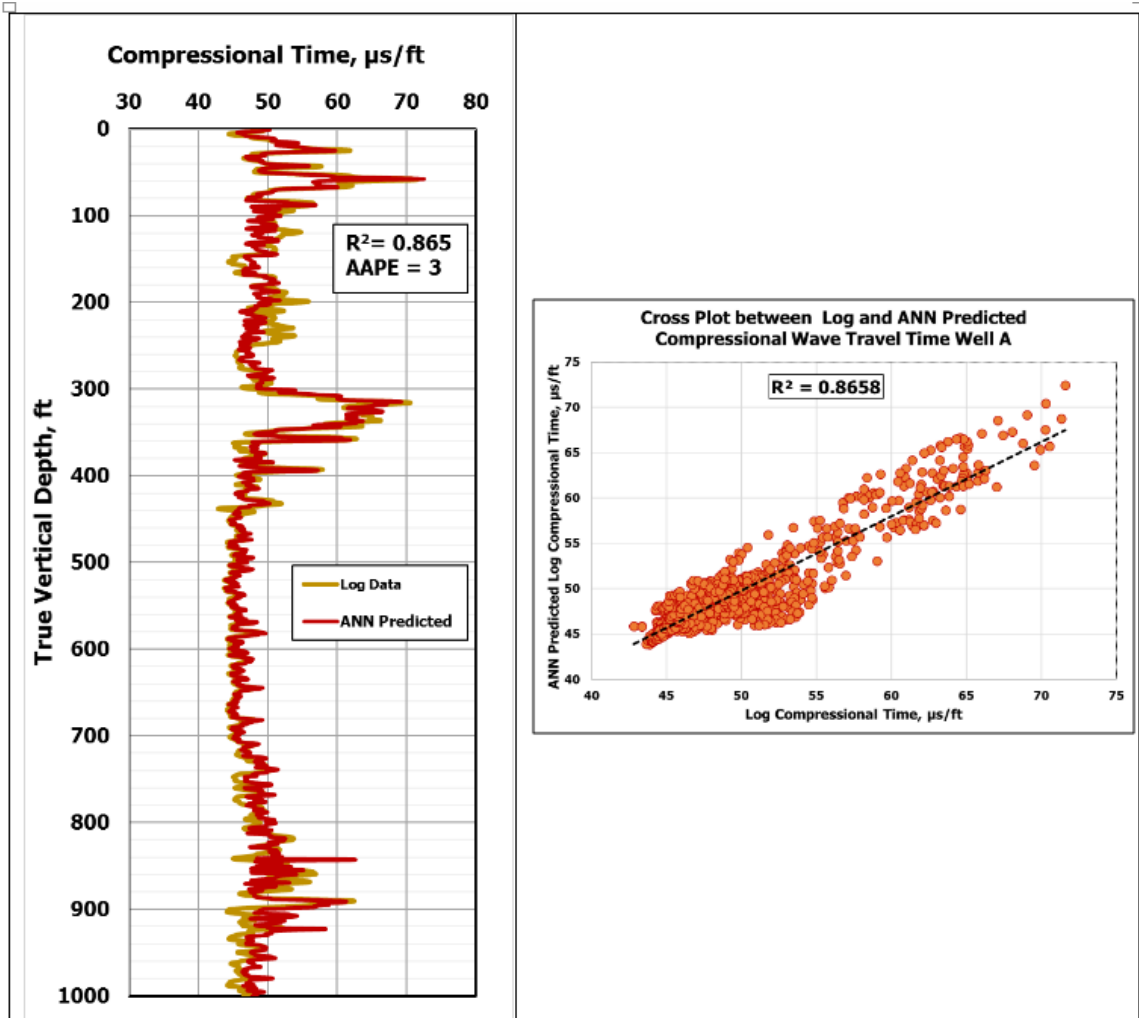 Compressional Time, µs/ft
30 40 50 60 70 80
0
100
200
300
400
500
600
700
800
900
1000
True Vertical Depth, ft
R²= 0.865
AAPE = 3
Log Data
ANN Predicted
Cross Plot between Log and ANN Predicted
Compressional Wave Travel Time Well A
R² = 0.8658
75
70
65
60
55
50
45
40
ANN Predicted Log Compressional Time, µs/ft
40 45 50 55 60 65 70 75
Log Compressional Time, µs/ft